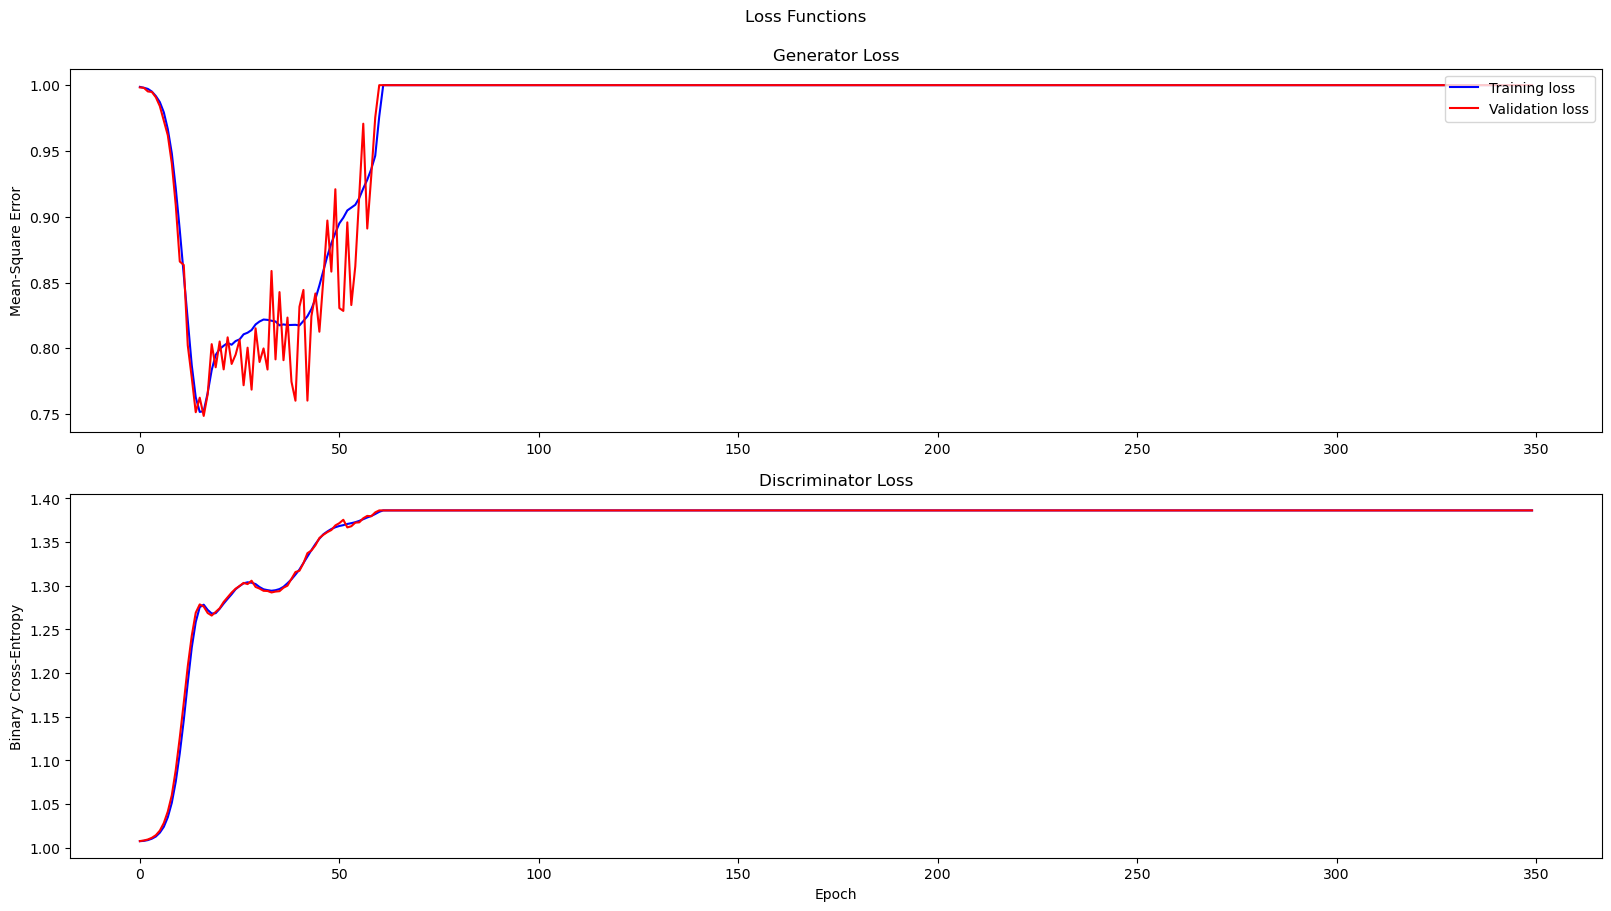 Loss Functions
Generator Loss
Mean-Square Error
1.00
0.95
0.90
0.85
0.80
0.75
Training loss
Validation loss
0 50 100 150 200 250 300 350
Discriminator Loss
Binary Cross-Entropy
1.40
1.35
1.30
1.25
1.20
1.15
1.10
1.05
1.00
0 50 100 150 200 250 300 350
Epoch